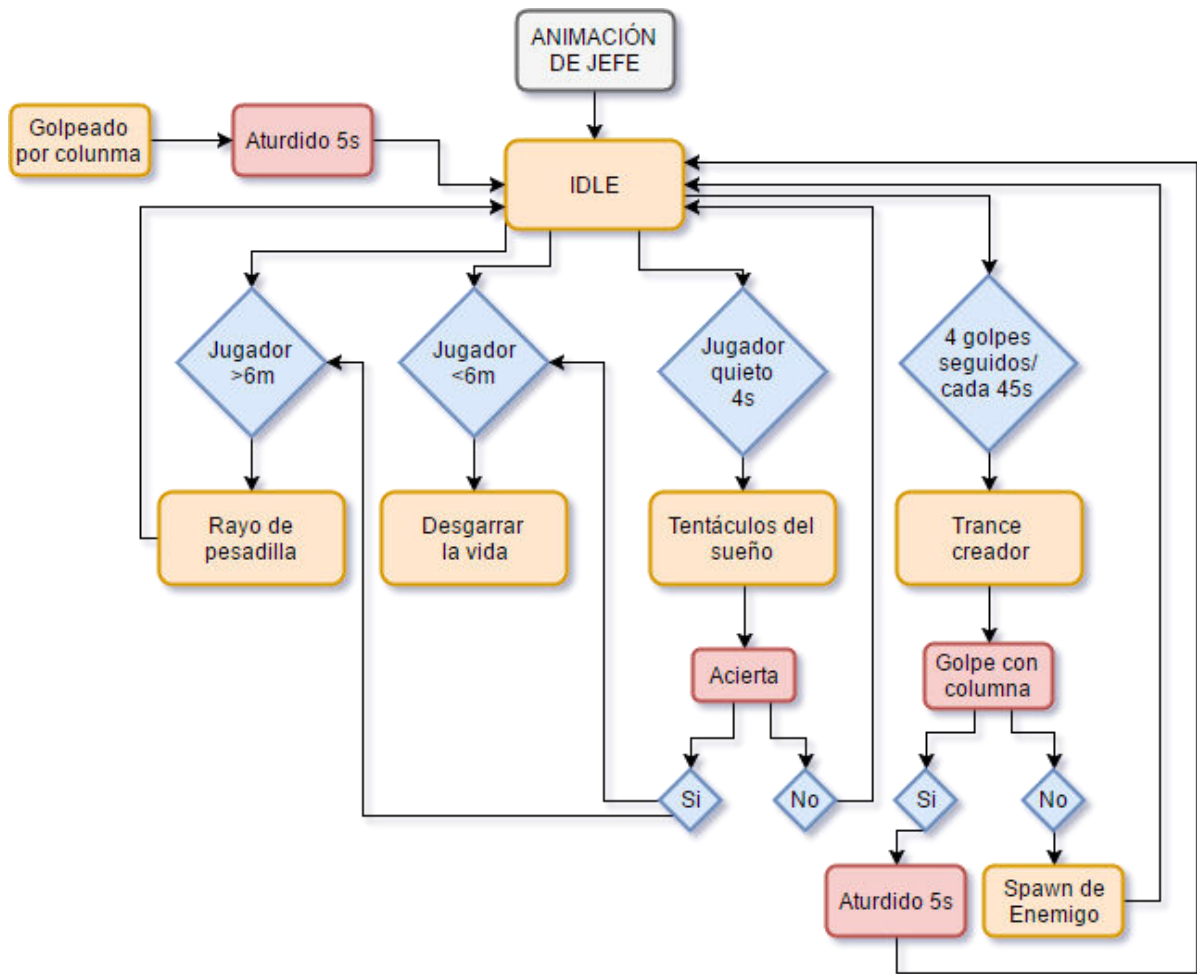 ANIMACIÓN
DE JEFE
Golpeado
por colunma
Aturdido 5s
IDLE
Jugador
>6m
Jugador
<6m
Jugador
quieto
4s
4 golpes
seguidos/
cada 45s
Rayo de
pesadilla
Desgarrar
la vida
Tentáculos del
sueño
Trance
creador
Acierta
Golpe con
columna
Si
No
Si
No
Aturdido 5s
Spawn de
Enemigo